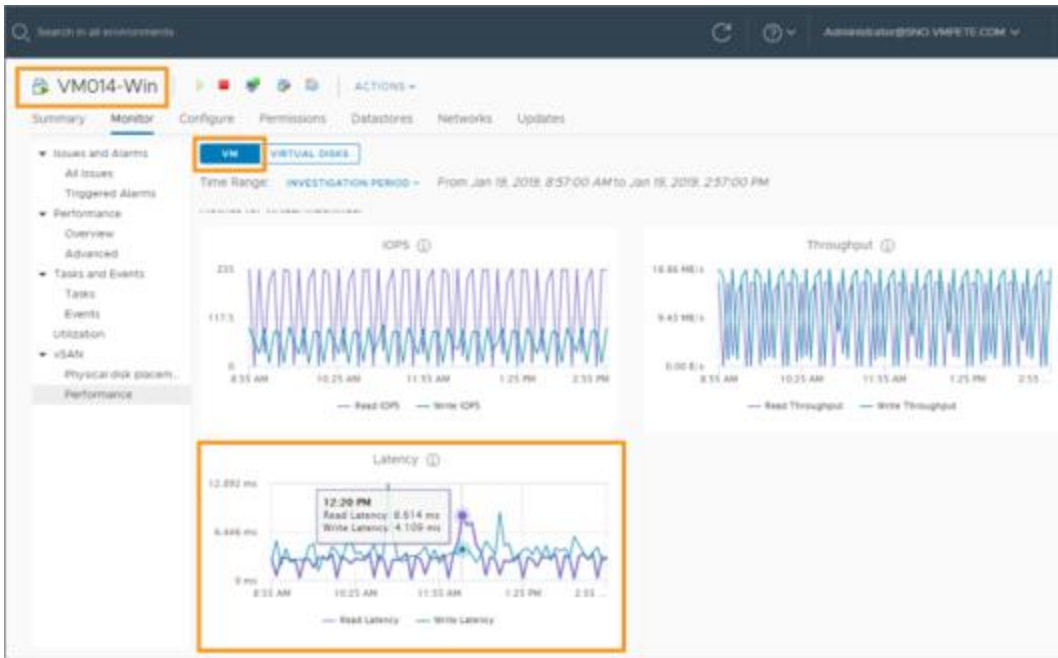 Search in all environments
Administrator@SNO.VMPETE.COM
VM014-Win
ACTIONS
Summary Monitor Configure Permissions Datastores Networks Updates
Issues and Alarms
All Issues
Triggered Alarms
Performance
Overview
Advanced
Tasks and Events
Tasks
Events
Utilization
vSAN
Physical disk placem...
Performance
VM VIRTUAL DISKS
Time Range: INVESTIGATION PERIOD From Jan 19, 2019, 8:57:00 AM to Jan 19, 2019, 2:57:00 PM
IOPS
235
117.5
0
8:55 AM 10:25 AM 11:55 AM 1:25 PM 2:55 PM
Read IOPS Write IOPS
Throughput
18.86 MB/s
9.43 MB/s
0.00 B/s
8:55 AM 10:25 AM 11:55 AM 1:25 PM 2:55 ...
Read Throughput Write Throughput
Latency
12.892 ms
6.446 ms
0 ms
12:20 PM
Read Latency: 8.614 ms
Write Latency: 4.109 ms
8:55 AM 10:25 AM 11:55 AM 1:25 PM 2:55 ...
Read Latency Write Latency